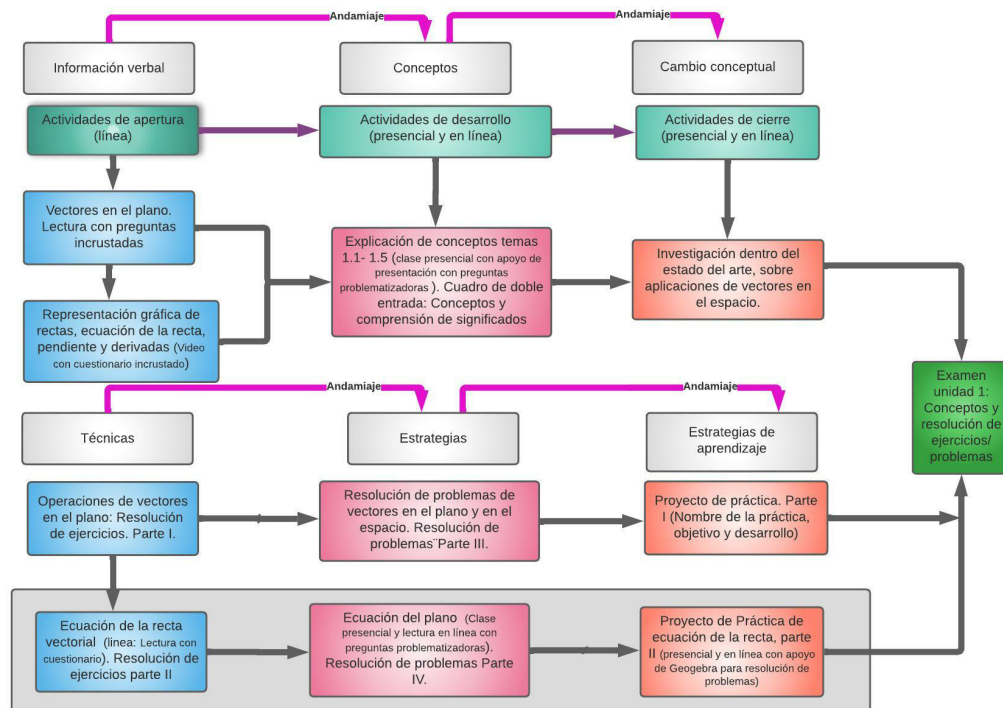 Andamiaje
Andamiaje
Información verbal
Conceptos
Cambio conceptual
Actividades de apertura
(línea)
Actividades de desarrollo
(presencial y en línea)
Actividades de cierre
(presencial y en línea)
Vectores en el plano.
Lectura con preguntas
incrustadas
Representación gráfica de
rectas, ecuación de la recta,
pendiente y derivadas (Video
con cuestionario incrustado)
Explicación de conceptos temas
1.1- 1.5 (clase presencial con apoyo de
presentación con preguntas
problematizadoras ). Cuadro de doble
entrada: Conceptos y
comprensión de significados
Investigación dentro del
estado del arte, sobre
aplicaciones de vectores en
el espacio.
Examen
unidad 1:
Conceptos y
resolución de
ejercicios/
problemas
Andamiaje
Andamiaje
Técnicas
Estrategias
Estrategias de
aprendizaje
Operaciones de vectores
en el plano: Resolución
de ejercicios. Parte I.
Resolución de problemas de
vectores en el plano y en el
espacio. Resolución de
problemas¨Parte III.
Proyecto de práctica. Parte
I (Nombre de la práctica,
objetivo y desarrollo)
Ecuación de la recta
vectorial (linea: Lectura con
cuestionario). Resolución de
ejercicios parte II
Ecuación del plano (Clase
presencial y lectura en línea con
preguntas problematizadoras).
Resolución de problemas Parte
IV.
Proyecto de Práctica de
ecuación de la recta, parte
II (presencial y en línea con apoyo
de Geogebra para resolución de
problemas)